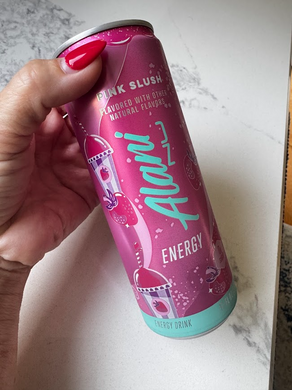 PINK SLUSH
FLAVORED WITH OTHER
NATURAL FLAVORS
Alani
NU
ENERGY
ENERGY DRINK